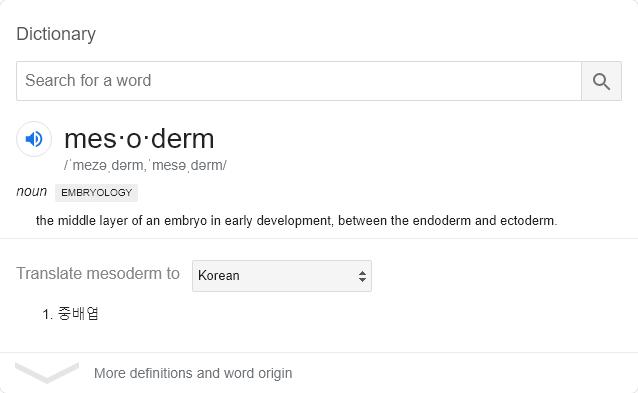 Dictionary
Search for a word
mes·o·derm
/ˈmezəˌdərm,ˈmesəˌdərm/
noun EMBRYOLOGY
the middle layer of an embryo in early development, between the endoderm and ectoderm.
Translate mesoderm to Korean
1. 중배엽
More definitions and word origin